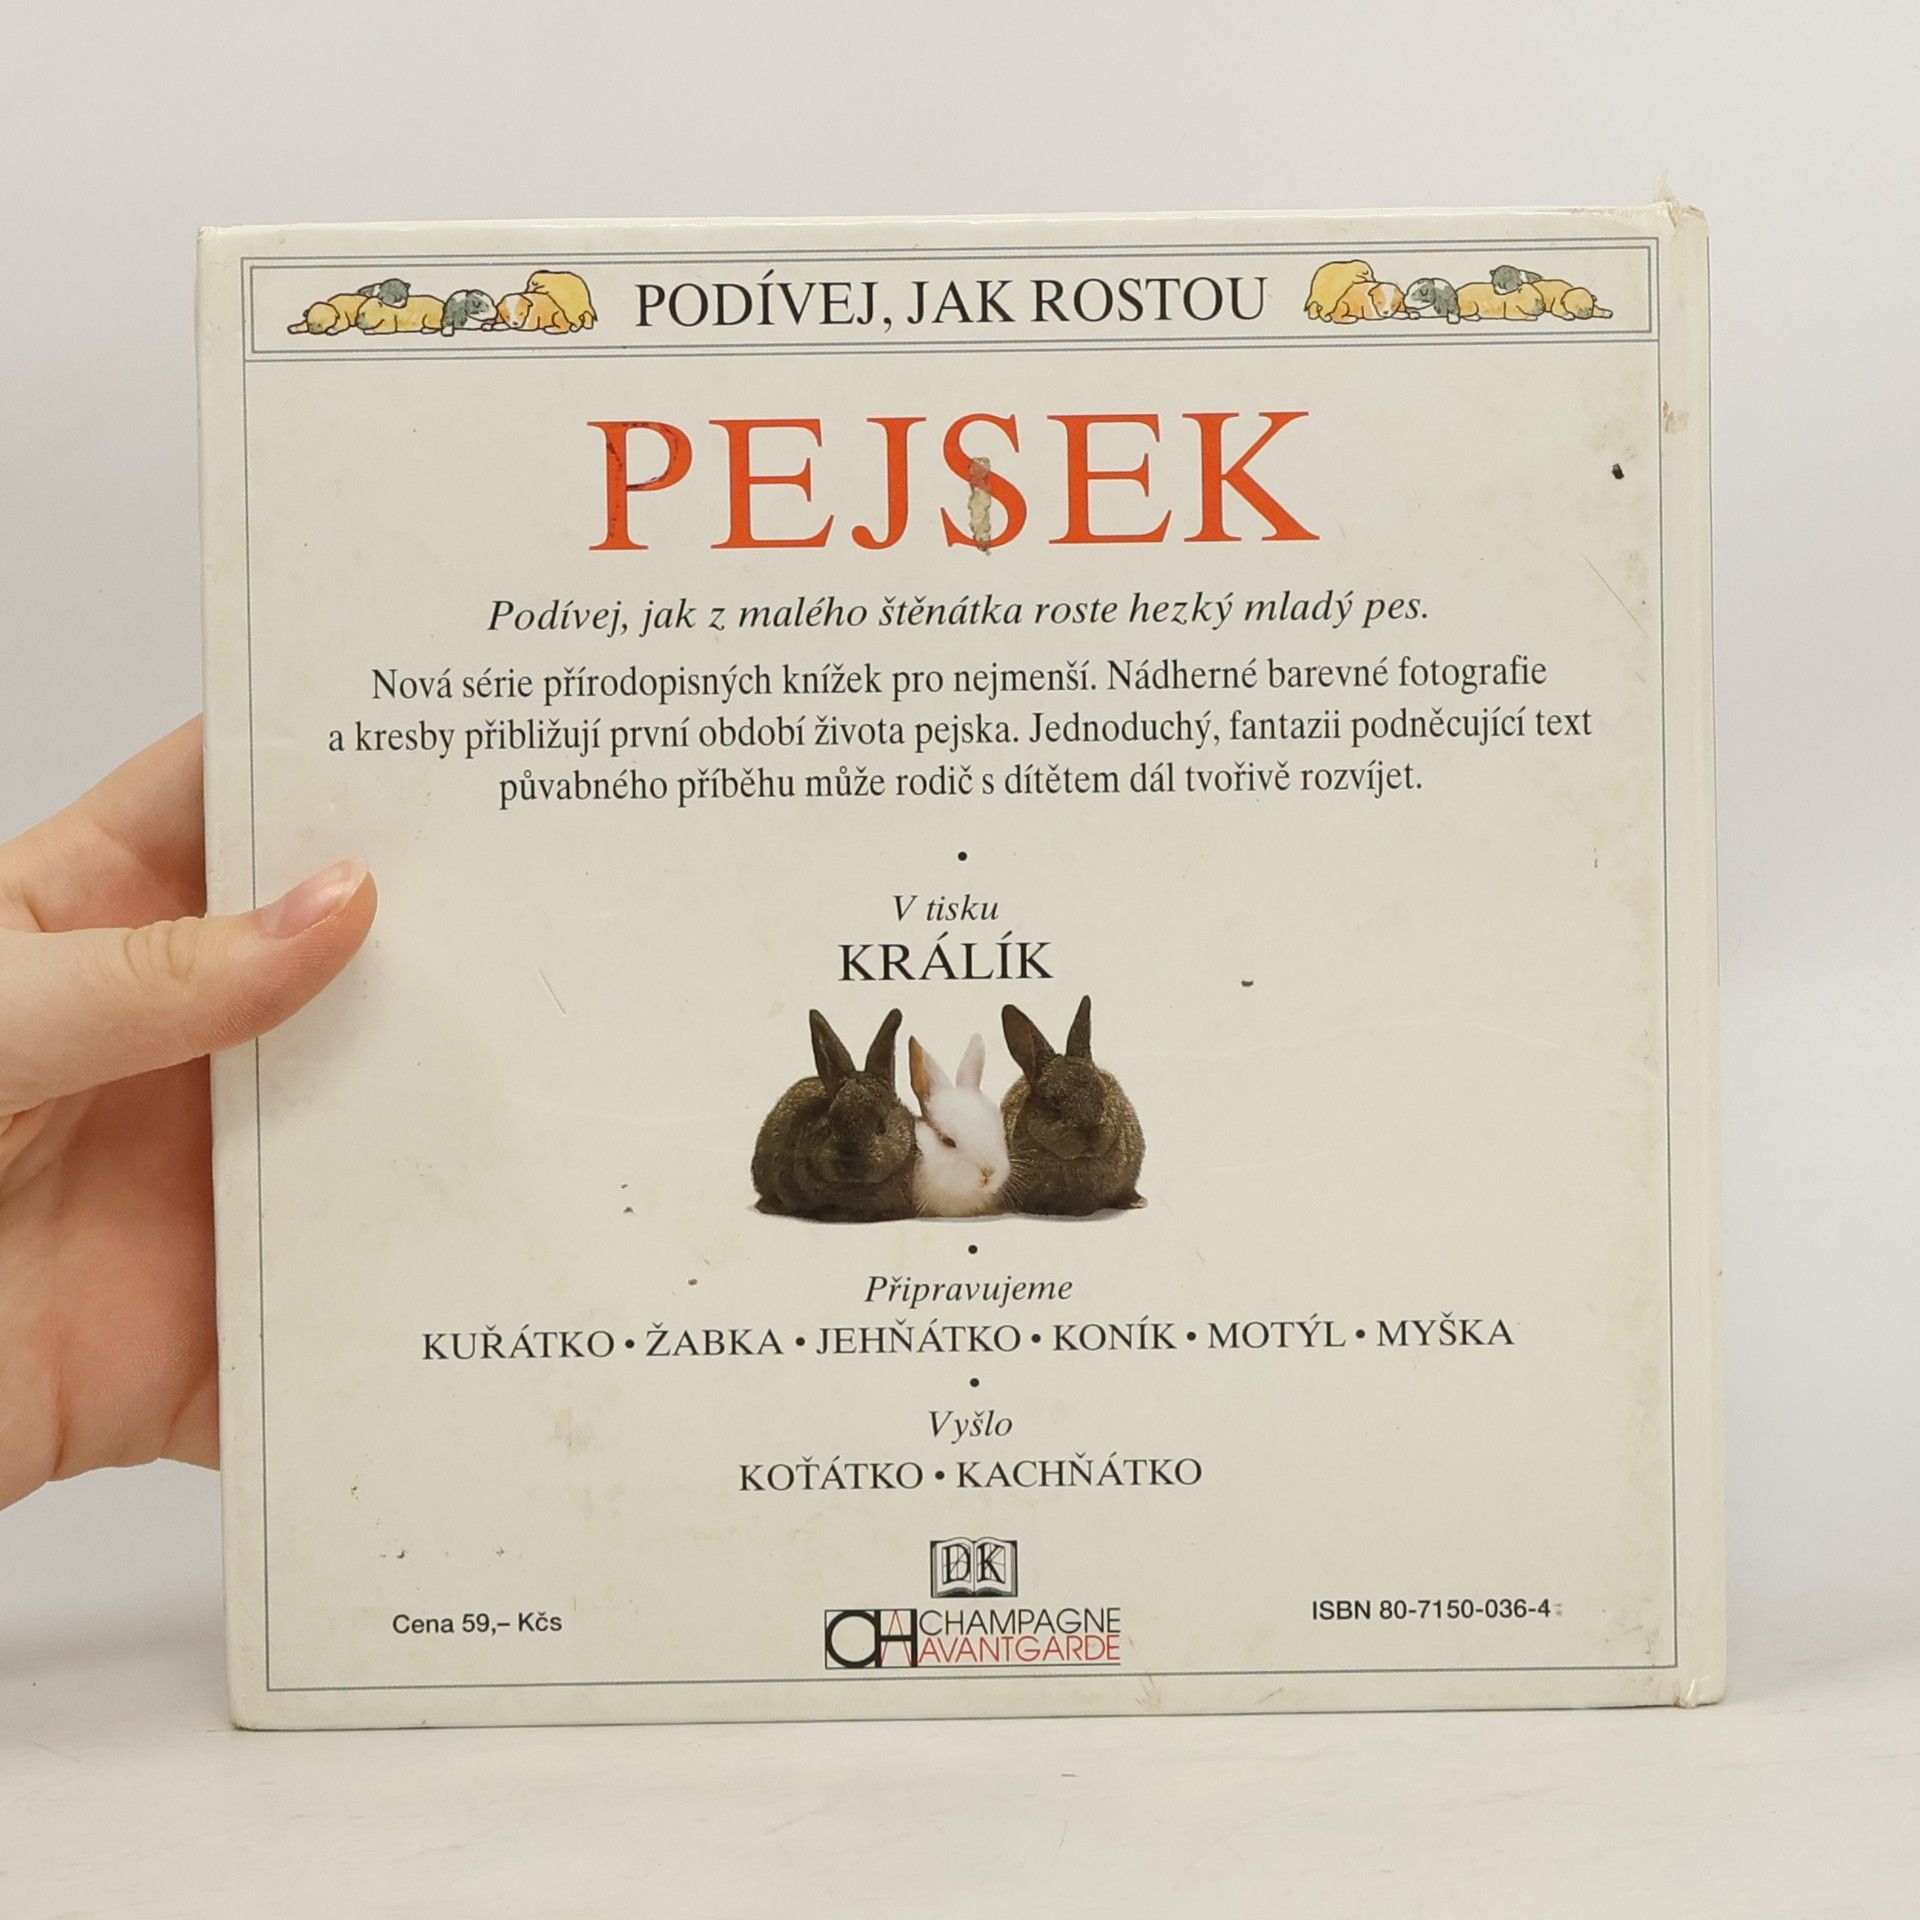 PODÍVEJ, JAK ROSTOU
PEJSEK
Podívej, jak z malého štěnátka roste hezký mladý pes.
Nová série přírodopisných knížek pro nejmenší. Nádherné barevné fotografie
a kresby přibližují první období života pejska. Jednoduchý, fantazii podněcující text
půvabného příběhu může rodič s dítětem dál tvořivě rozvíjet.
•
V tisku
KRÁLÍK
•
Připravujeme
KUŘÁTKO • ŽABKA • JEHŇÁTKO • KONÍK • MOTÝL • MYŠKA
•
Vyšlo
KOŤÁTKO • KACHŇÁTKO
DK
Cena 59,– Kčs
CHAMPAGNE
AVANTGARDE
ISBN 80-7150-036-4